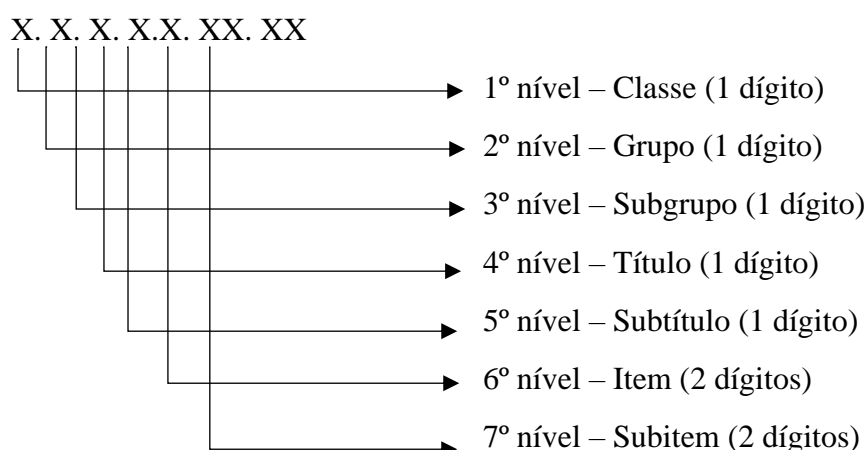 X. X. X. X.X. XX. XX
1º nível – Classe (1 dígito)
2º nível – Grupo (1 dígito)
3º nível – Subgrupo (1 dígito)
4º nível – Título (1 dígito)
5º nível – Subtítulo (1 dígito)
6º nível – Item (2 dígitos)
7º nível – Subitem (2 dígitos)